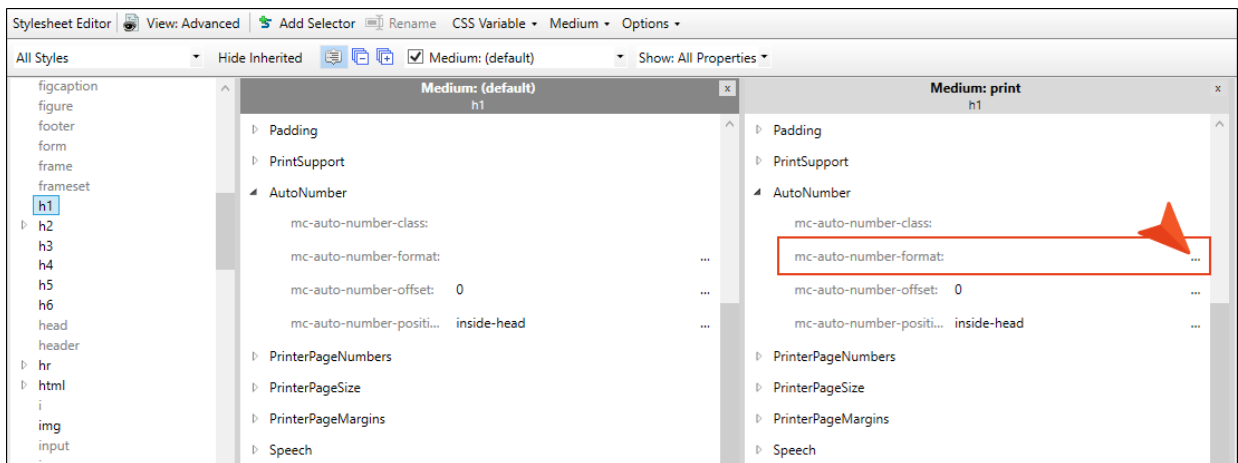 Stylesheet Editor View: Advanced Add Selector Rename CSS Variable Medium Options
All Styles Hide Inherited Medium: (default) Show: All Properties
figcaption
figure
footer
form
frame
frameset
h1
h2
h3
h4
h5
h6
head
header
hr
html
i
img
input
Medium: (default) x
h1
Padding
PrintSupport
AutoNumber
mc-auto-number-class:
mc-auto-number-format: ...
mc-auto-number-offset: 0 ...
mc-auto-number-positi... inside-head ...
PrinterPageNumbers
PrinterPageSize
PrinterPageMargins
Speech
Medium: print x
h1
Padding
PrintSupport
AutoNumber
mc-auto-number-class:
mc-auto-number-format: ...
mc-auto-number-offset: 0 ...
mc-auto-number-positi... inside-head ...
PrinterPageNumbers
PrinterPageSize
PrinterPageMargins
Speech